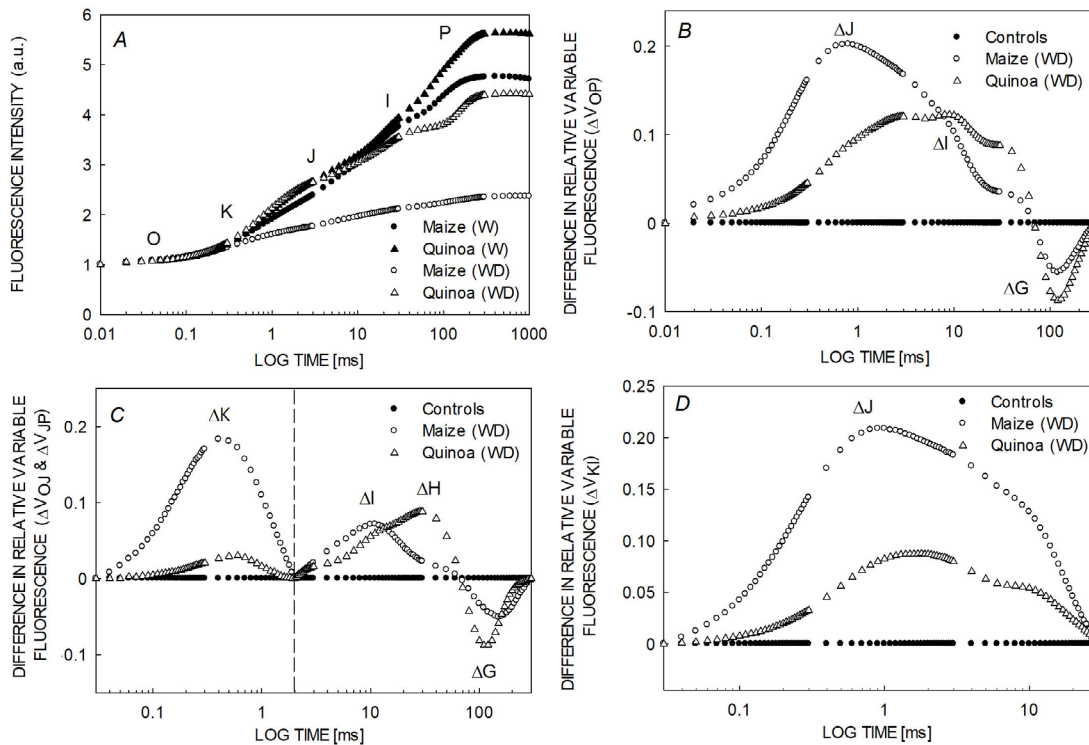 A
FLUORESCENCE INTENSITY (a.u.)
6
5
4
3
2
1
0
O
K
J
I
P
Maize (W)
Quinoa (W)
Maize (WD)
Quinoa (WD)
0.01 0.1 1 10 100 1000
LOG TIME [ms]
B
DIFFERENCE IN RELATIVE VARIABLE
FLUORESCENCE (ΔVOP)
0.2
0.1
0
-0.1
ΔJ
ΔI
ΔG
Controls
Maize (WD)
Quinoa (WD)
0.01 0.1 1 10 100
LOG TIME [ms]
C
DIFFERENCE IN RELATIVE VARIABLE
FLUORESCENCE (ΔVOJ & ΔVJP)
0.2
0.1
0
0.1
ΔK
ΔI
ΔH
ΔG
Controls
Maize (WD)
Quinoa (WD)
0.1 1 10 100
LOG TIME [ms]
D
DIFFERENCE IN RELATIVE VARIABLE
FLUORESCENCE (ΔVKI)
0.25
0.20
0.15
0.10
0.05
0
ΔJ
Controls
Maize (WD)
Quinoa (WD)
0.1 1 10
LOG TIME [ms]